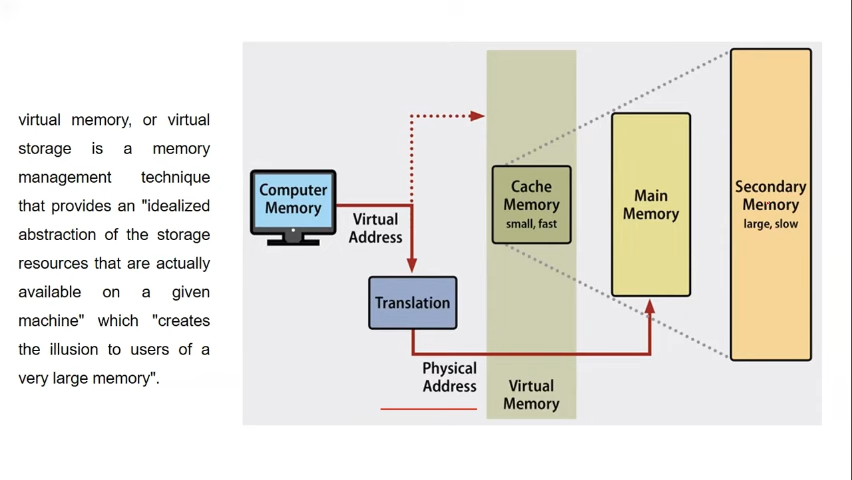 virtual memory, or virtual
storage is a memory
management technique
that provides an "idealized
abstraction of the storage
resources that are actually
available on a given
machine" which "creates
the illusion to users of a
very large memory".
Computer
Memory
Virtual
Address
Translation
Physical
Address
Cache
Memory
small, fast
Virtual
Memory
Main
Memory
Secondary
Memory
large, slow